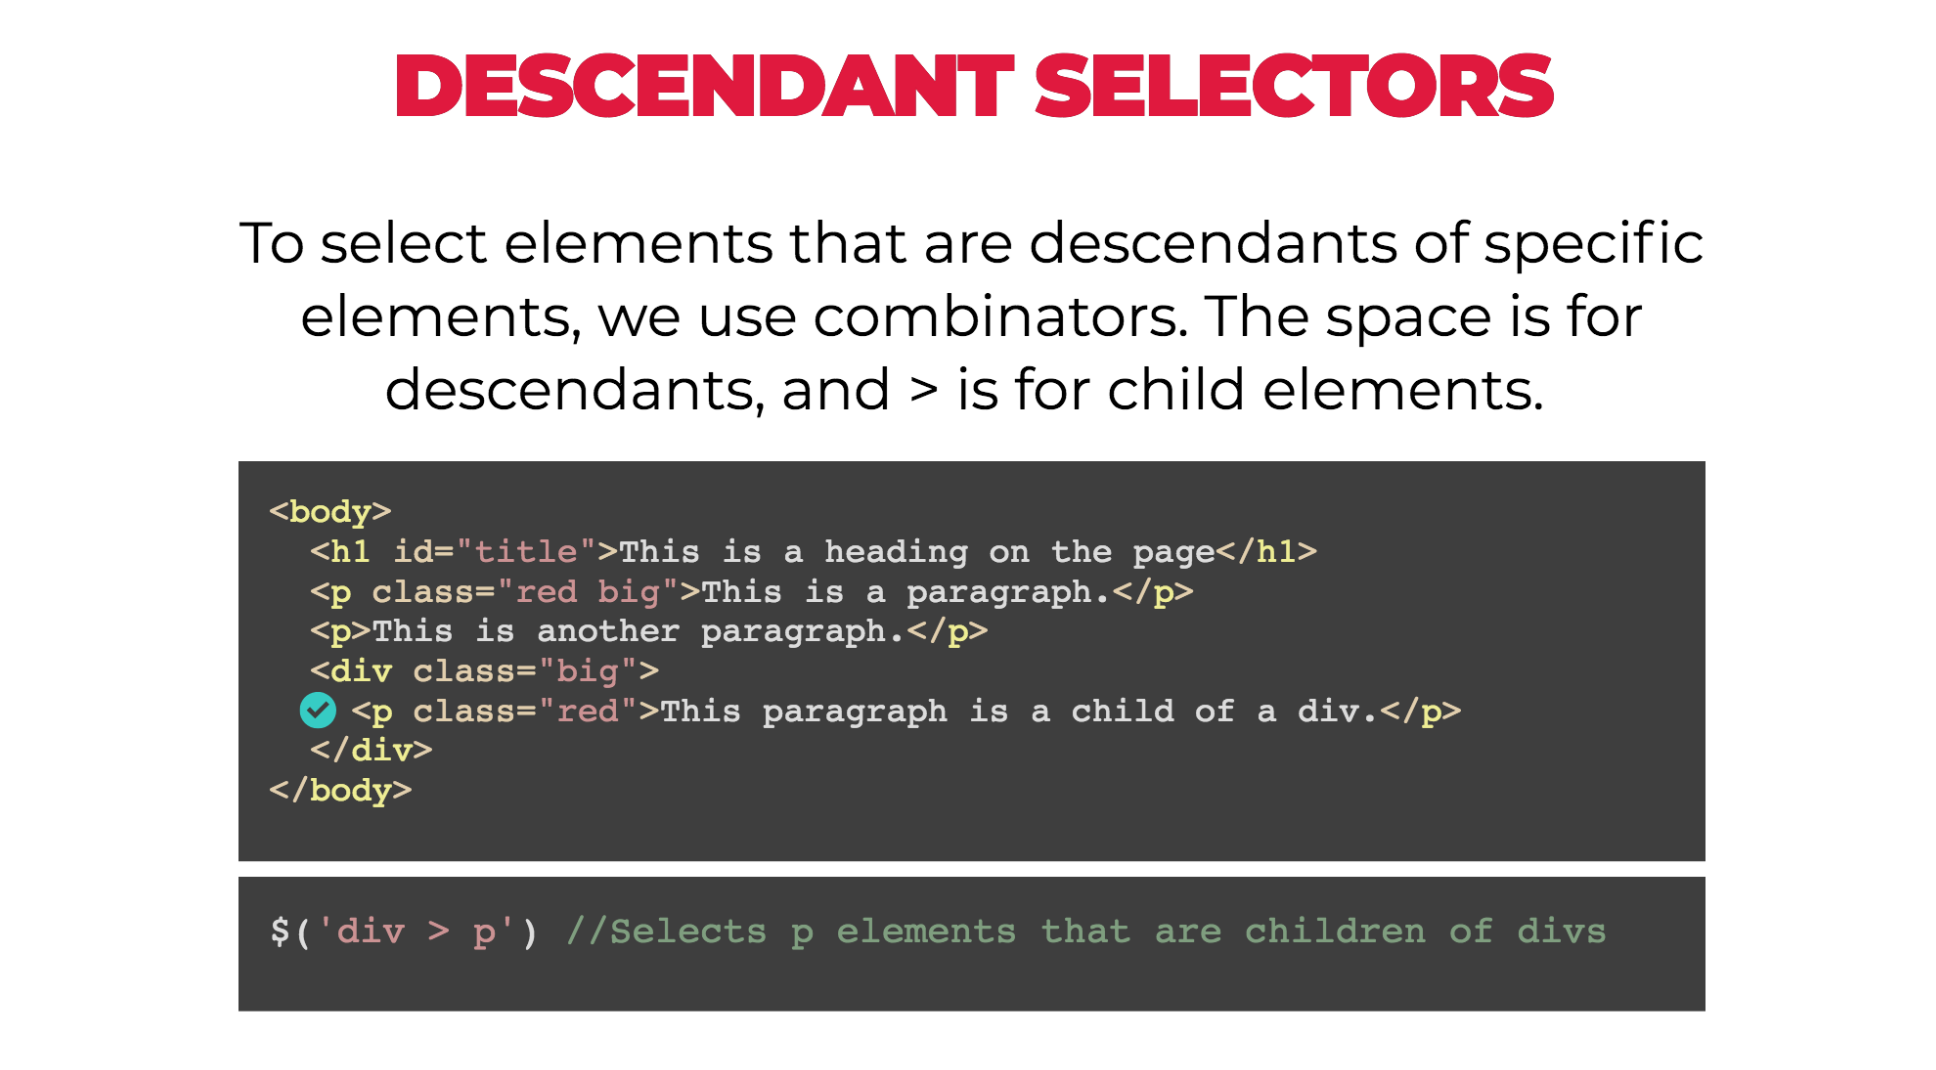 DESCENDANT SELECTORS
To select elements that are descendants of specific
elements, we use combinators. The space is for
descendants, and > is for child elements.
<body>
  <h1 id="title">This is a heading on the page</h1>
  <p class="red big">This is a paragraph.</p>
  <p>This is another paragraph.</p>
  <div class="big">
    <p class="red">This paragraph is a child of a div.</p>
  </div>
</body>
$('div > p') //Selects p elements that are children of divs